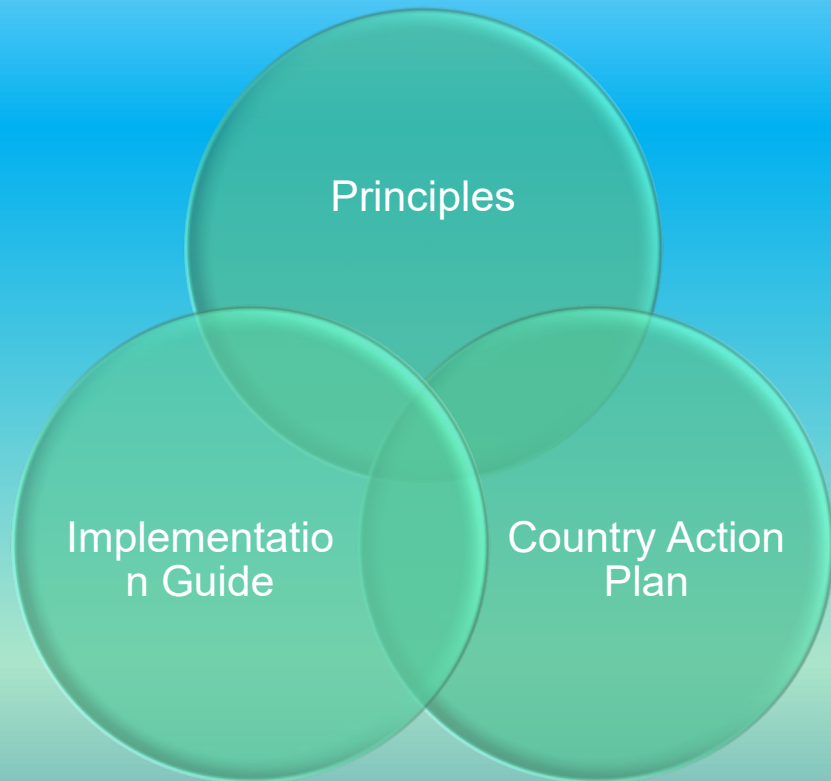 Principles
Implementatio
n Guide
Country Action
Plan